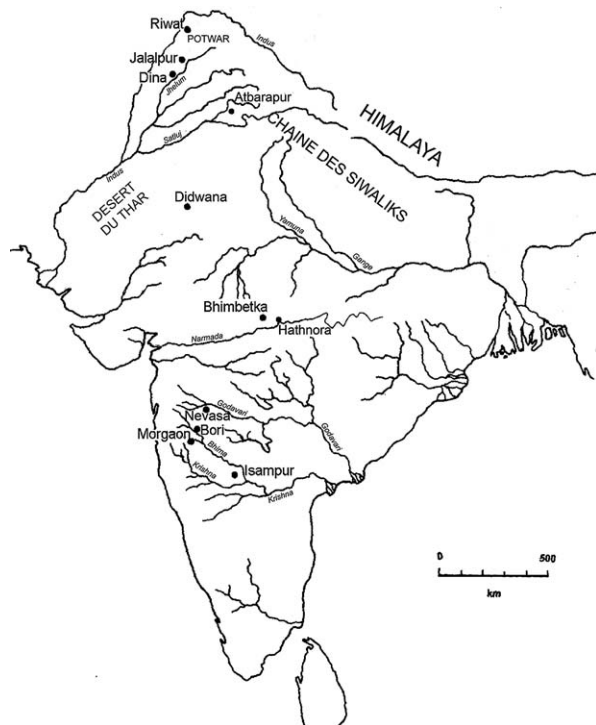 Riwat
POTWAR
Indus
Jalalpur
Dina
Jhelum
Atbarapur
Satluj
HIMALAYA
CHAINE DES SIWALIKS
Indus
DESERT
DU THAR
Didwana
Yamuna
Gange
Bhimbetka
Hathnora
Narmada
Godavari
Nevasa
Bori
Godavari
Morgaon
Bhima
Krishna
Isampur
Krishna
0 500
km